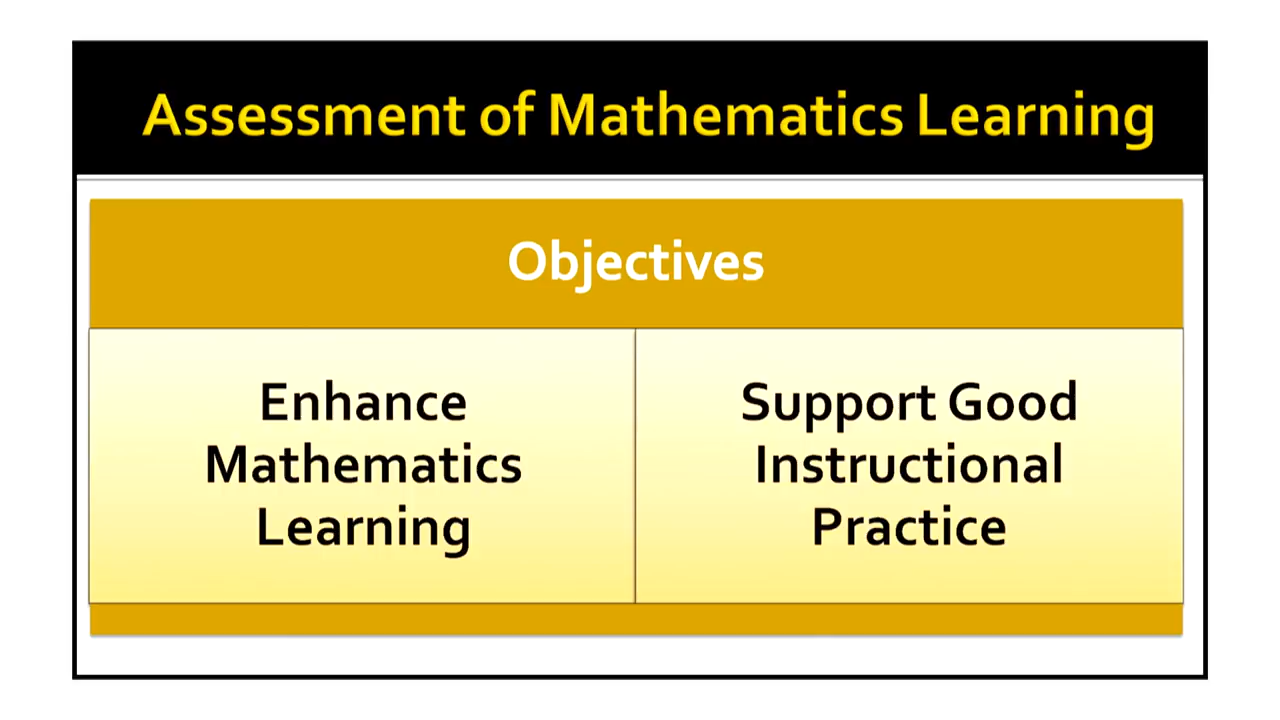 Assessment of Mathematics Learning
Objectives
Enhance
Mathematics
Learning
Support Good
Instructional
Practice